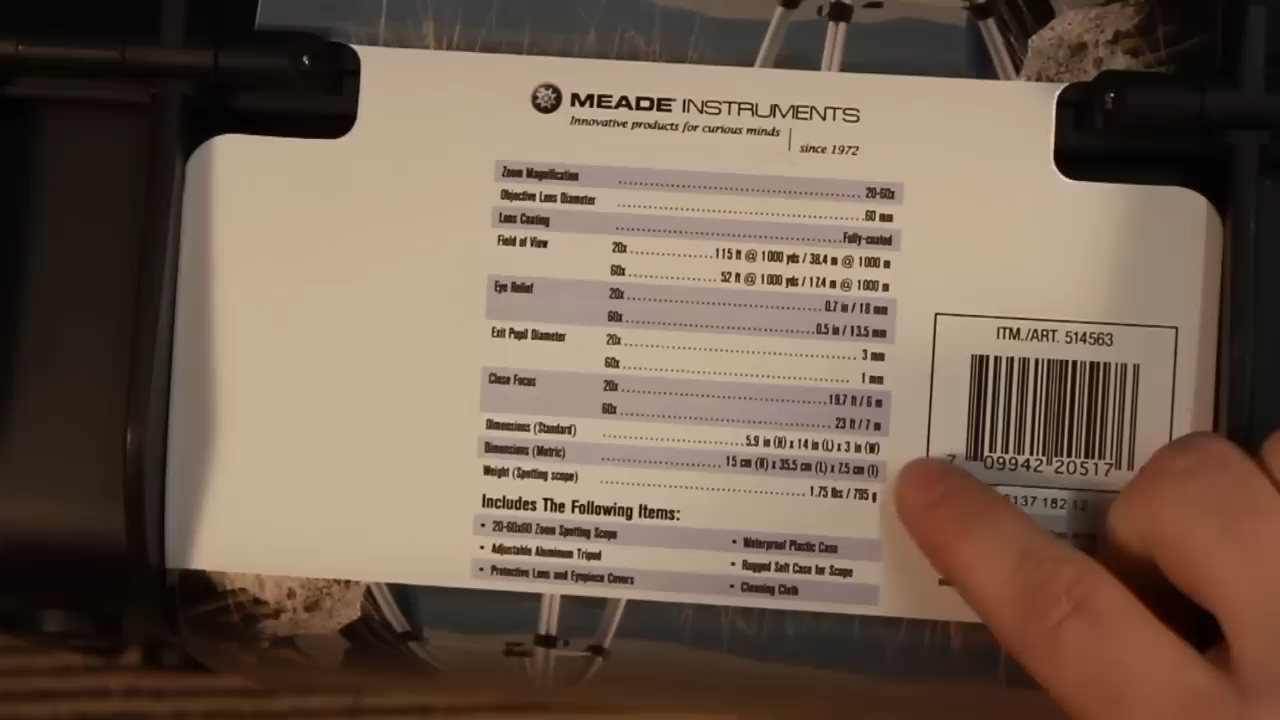 MEADE INSTRUMENTS
Innovative products for curious minds | since 1972
Zoom Magnification ................ 20-60x
Objective Lens Diameter ................ 60 mm
Lens Coating ................ Fully-coated
Field of View 20x ................ 115 ft @ 1000 yds / 38.4 m @ 1000 m
60x ................ 52 ft @ 1000 yds / 17.4 m @ 1000 m
Eye Relief 20x ................ 0.7 in / 18 mm
60x ................ 0.5 in / 13.5 mm
Exit Pupil Diameter 20x ................ 3 mm
60x ................ 1 mm
Close Focus 20x ................ 19.7 ft / 6 m
60x ................ 23 ft / 7 m
Dimensions (Standard) ................ 5.9 in (H) x 14 in (L) x 3 in (W)
Dimensions (Metric) ................ 15 cm (H) x 35.5 cm (L) x 7.5 cm (T)
Weight (Spotting scope) ................ 1.75 lbs / 795 g
Includes The Following Items:
• 20-60x60 Zoom Spotting Scope
• Adjustable Aluminum Tripod
• Protective Lens and Eyepiece Covers
• Waterproof Plastic Case
• Rugged Soft Case for Scope
• Cleaning Cloth
ITM./ART. 514563
7 09942 20517
137 182 12